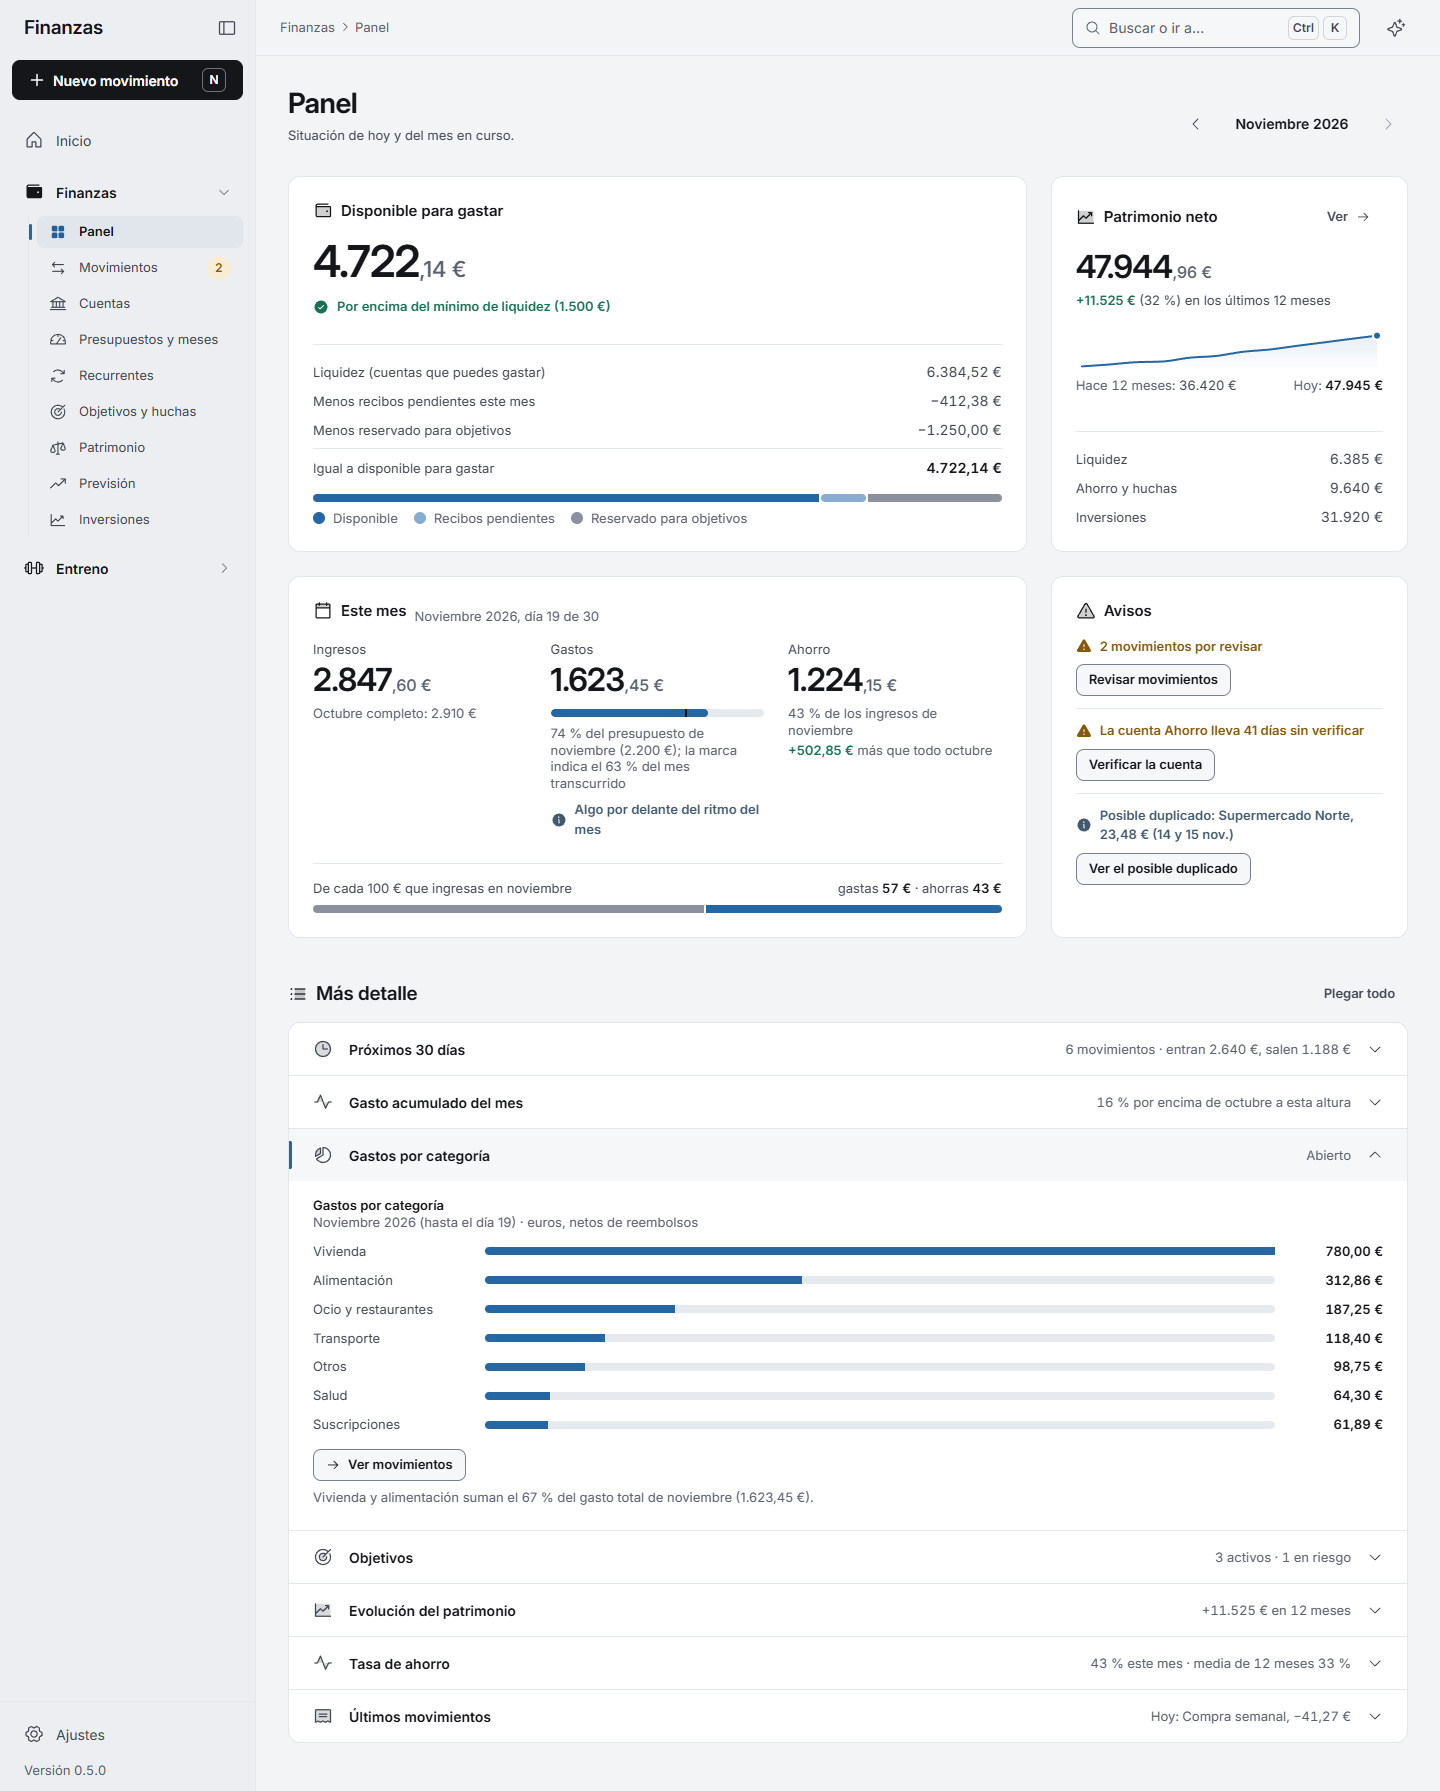 Finanzas
Nuevo movimiento N
Inicio
Finanzas
Panel
Movimientos 2
Cuentas
Presupuestos y meses
Recurrentes
Objetivos y huchas
Patrimonio
Previsión
Inversiones
Entreno
Ajustes
Versión 0.5.0
Finanzas > Panel
Buscar o ir a... Ctrl K
Panel
Situación de hoy y del mes en curso.
Noviembre 2026
Disponible para gastar
4.722,14 €
Por encima del mínimo de liquidez (1.500 €)
Liquidez (cuentas que puedes gastar) 6.384,52 €
Menos recibos pendientes este mes −412,38 €
Menos reservado para objetivos −1.250,00 €
Igual a disponible para gastar 4.722,14 €
Disponible Recibos pendientes Reservado para objetivos
Patrimonio neto Ver
47.944,96 €
+11.525 € (32 %) en los últimos 12 meses
Hace 12 meses: 36.420 € Hoy: 47.945 €
Liquidez 6.385 €
Ahorro y huchas 9.640 €
Inversiones 31.920 €
Este mes Noviembre 2026, día 19 de 30
Ingresos
2.847,60 €
Octubre completo: 2.910 €
Gastos
1.623,45 €
74 % del presupuesto de
noviembre (2.200 €); la marca
indica el 63 % del mes
transcurrido
Algo por delante del ritmo del
mes
Ahorro
1.224,15 €
43 % de los ingresos de
noviembre
+502,85 € más que todo octubre
De cada 100 € que ingresas en noviembre gastas 57 € · ahorras 43 €
Avisos
2 movimientos por revisar
Revisar movimientos
La cuenta Ahorro lleva 41 días sin verificar
Verificar la cuenta
Posible duplicado: Supermercado Norte,
23,48 € (14 y 15 nov.)
Ver el posible duplicado
Más detalle Plegar todo
Próximos 30 días 6 movimientos · entran 2.640 €, salen 1.188 €
Gasto acumulado del mes 16 % por encima de octubre a esta altura
Gastos por categoría Abierto
Gastos por categoría
Noviembre 2026 (hasta el día 19) · euros, netos de reembolsos
Vivienda 780,00 €
Alimentación 312,86 €
Ocio y restaurantes 187,25 €
Transporte 118,40 €
Otros 98,75 €
Salud 64,30 €
Suscripciones 61,89 €
Ver movimientos
Vivienda y alimentación suman el 67 % del gasto total de noviembre (1.623,45 €).
Objetivos 3 activos · 1 en riesgo
Evolución del patrimonio +11.525 € en 12 meses
Tasa de ahorro 43 % este mes · media de 12 meses 33 %
Últimos movimientos Hoy: Compra semanal, −41,27 €